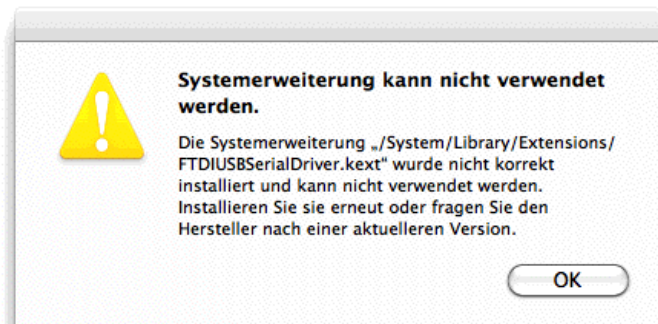 Systemerweiterung kann nicht verwendet
werden.
Die Systemerweiterung „/System/Library/Extensions/
FTDIUSBSerialDriver.kext“ wurde nicht korrekt
installiert und kann nicht verwendet werden.
Installieren Sie sie erneut oder fragen Sie den
Hersteller nach einer aktuelleren Version.
OK